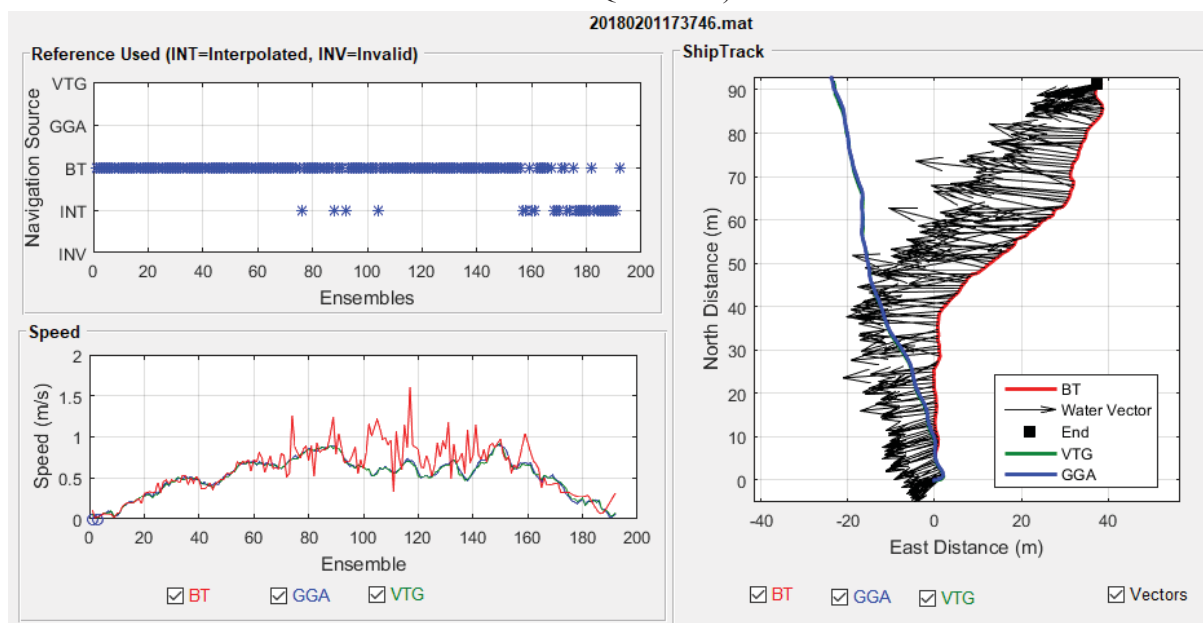 20180201173746.mat
Reference Used (INT=Interpolated, INV=Invalid)
VTG
GGA
BT
INT
INV
Navigation Source
0 20 40 60 80 100 120 140 160 180 200
Ensembles
Speed
2
1.5
1
0.5
0
Speed (m/s)
0 20 40 60 80 100 120 140 160 180 200
Ensemble
BT GGA VTG
ShipTrack
90
80
70
60
50
40
30
20
10
0
North Distance (m)
BT
Water Vector
End
VTG
GGA
-40 -20 0 20 40
East Distance (m)
BT GGA VTG Vectors